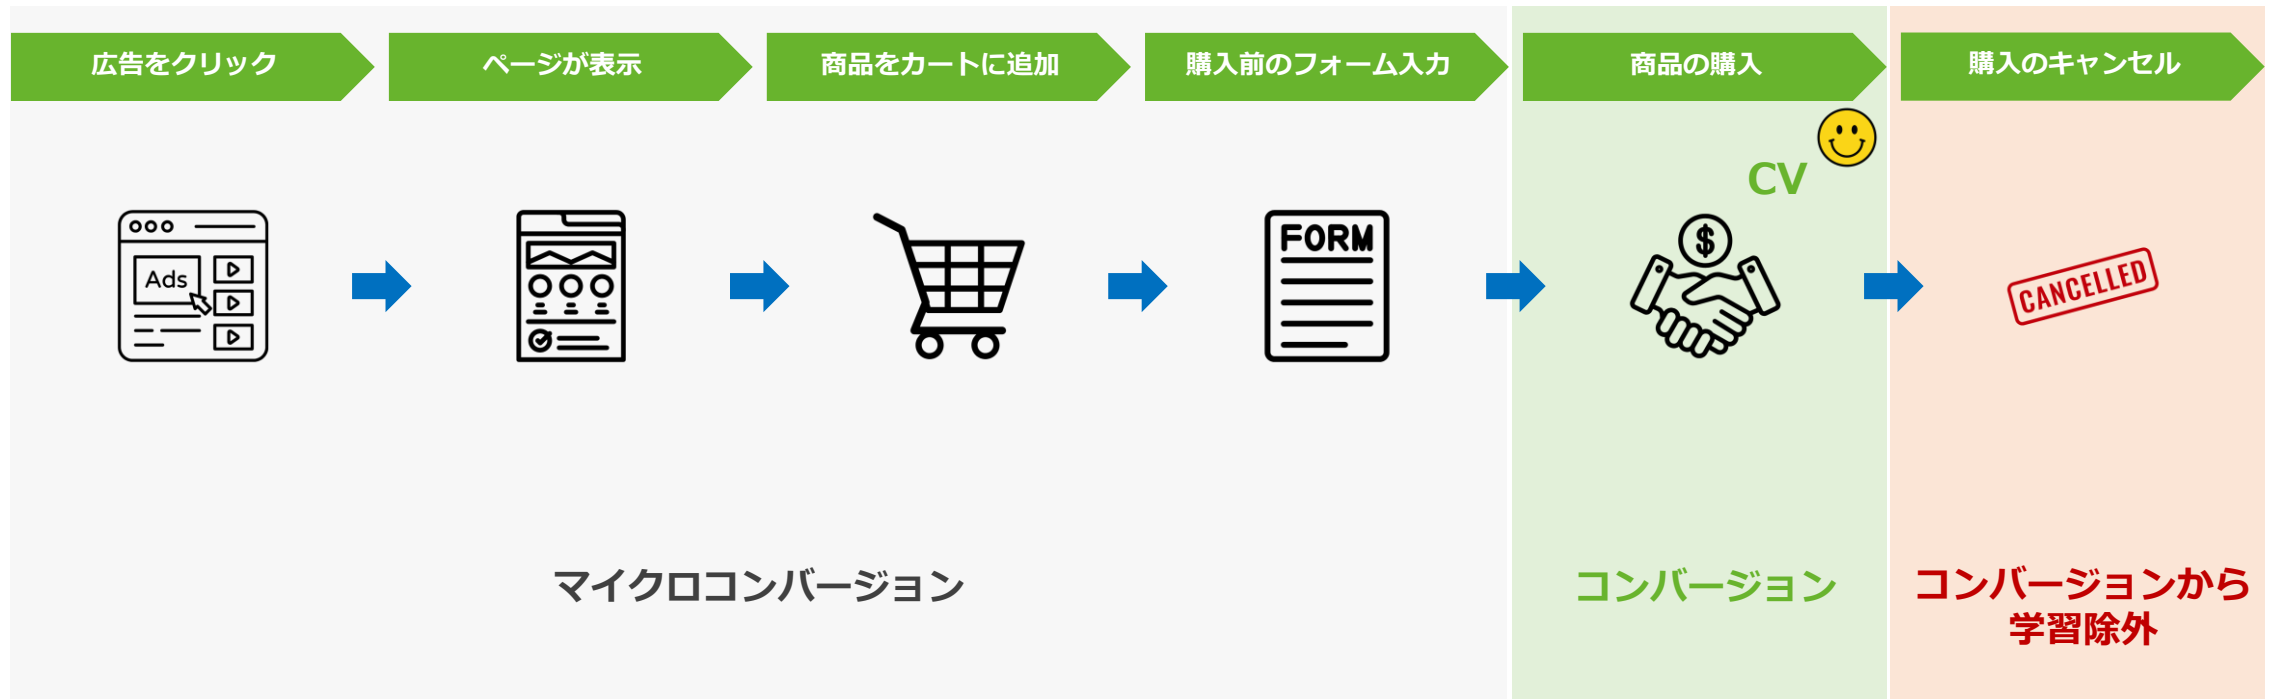 広告をクリック
ページが表示
商品をカートに追加
購入前のフォーム入力
商品の購入
購入のキャンセル
CV
Ads
FORM
$
CANCELLED
マイクロコンバージョン
コンバージョン
コンバージョンから
学習除外